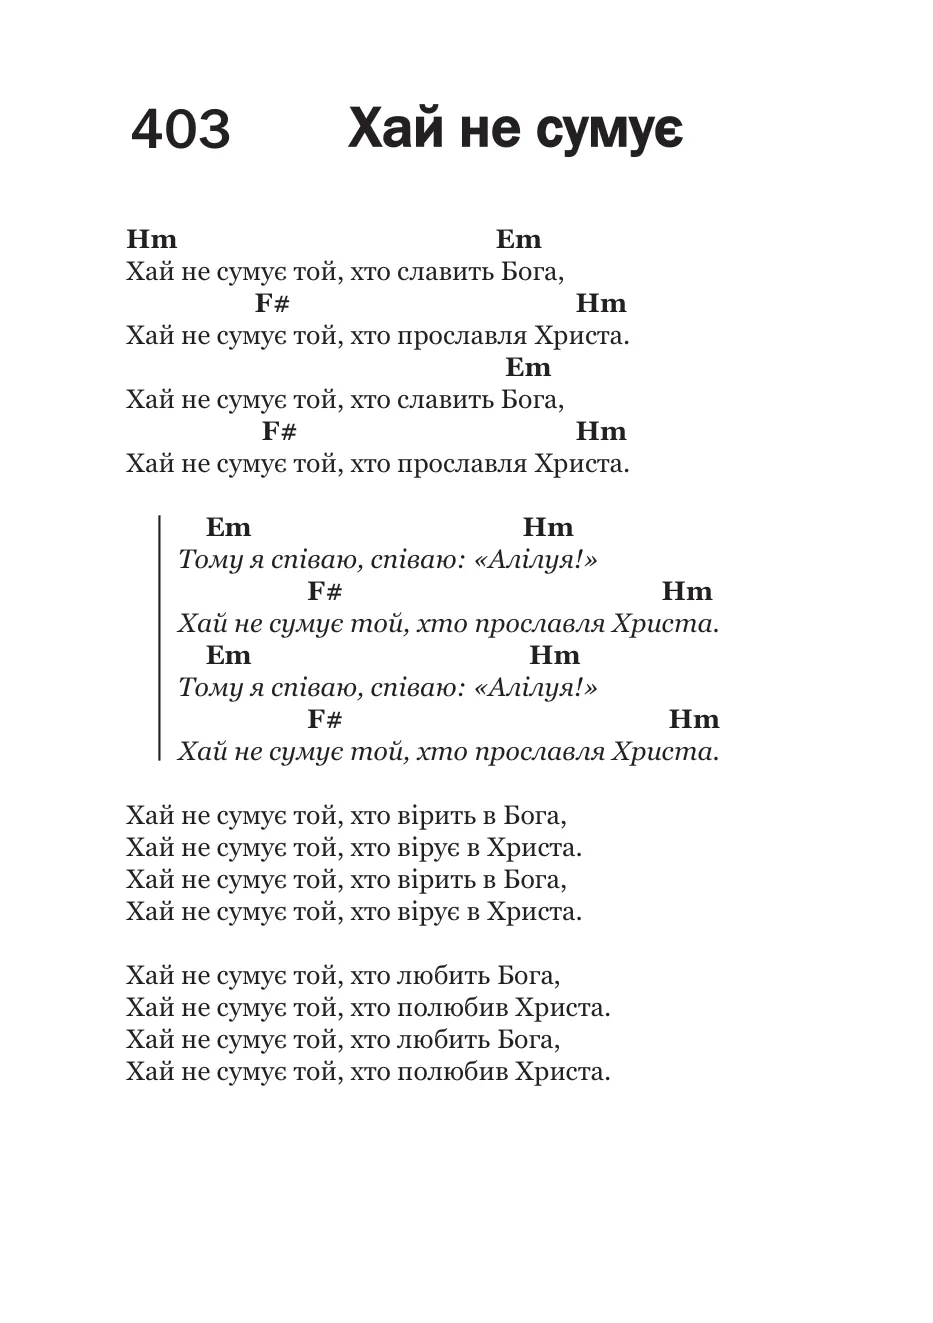 403 Хай не сумує
Hm Em
Хай не сумує той, хто славить Бога,
F# Hm
Хай не сумує той, хто прославля Христа.
Em
Хай не сумує той, хто славить Бога,
F# Hm
Хай не сумує той, хто прославля Христа.
Em Hm
Тому я співаю, співаю: «Алілуя!»
F# Hm
Хай не сумує той, хто прославля Христа.
Em Hm
Тому я співаю, співаю: «Алілуя!»
F# Hm
Хай не сумує той, хто прославля Христа.
Хай не сумує той, хто вірить в Бога,
Хай не сумує той, хто вірує в Христа.
Хай не сумує той, хто вірить в Бога,
Хай не сумує той, хто вірує в Христа.
Хай не сумує той, хто любить Бога,
Хай не сумує той, хто полюбив Христа.
Хай не сумує той, хто любить Бога,
Хай не сумує той, хто полюбив Христа.